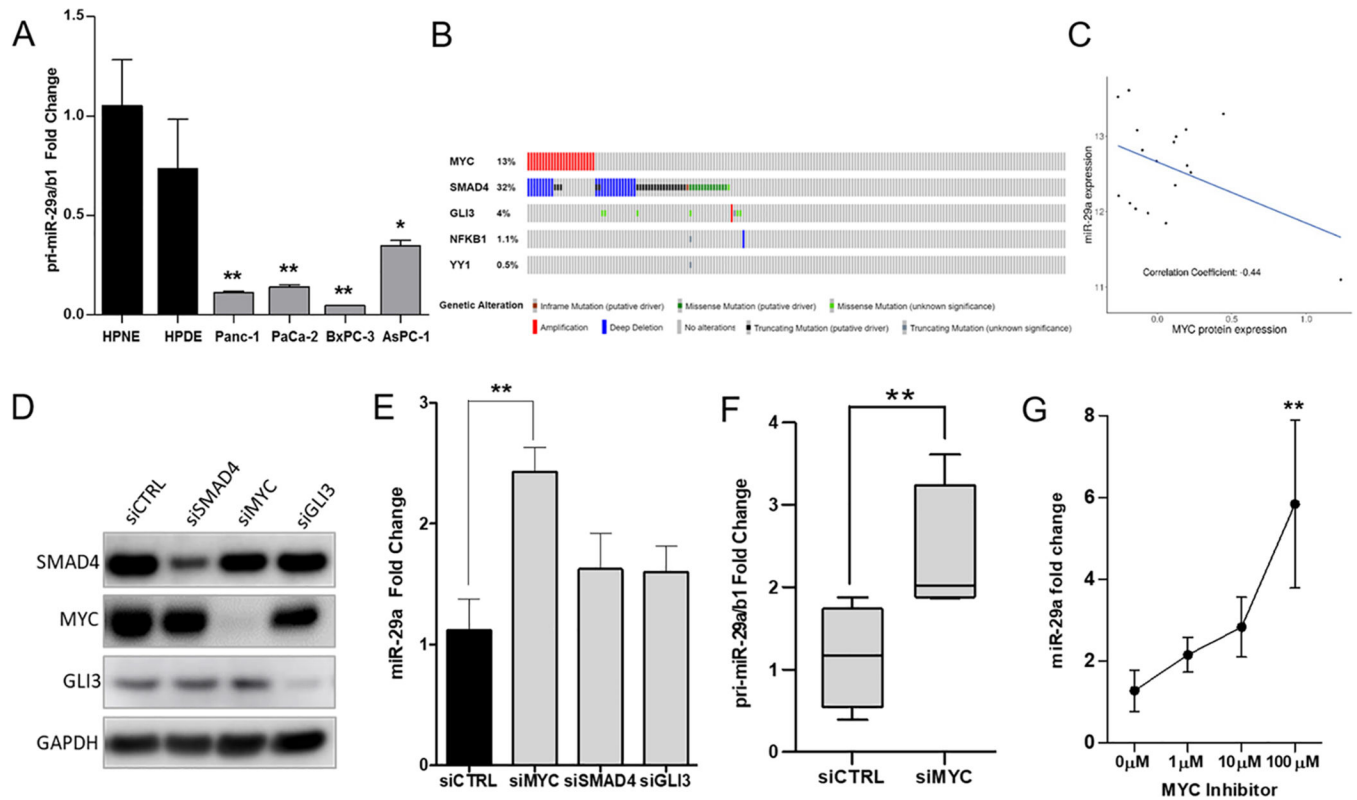 A
pri-miR-29a/b1 Fold Change
1.5
1.0
0.5
0.0
**
**
**
*
HPNE HPDE Panc-1 PaCa-2 BxPC-3 AsPC-1
B
MYC 13%
SMAD4 32%
GLI3 4%
NFKB1 1.1%
YY1 0.5%
Genetic Alteration Inframe Mutation (putative driver) Missense Mutation (putative driver) Missense Mutation (unknown significance)
Amplification Deep Deletion No alterations Truncating Mutation (putative driver) Truncating Mutation (unknown significance)
C
miR-29a expression
13
12
11
Correlation Coefficient: -0.44
0.0 0.5 1.0
MYC protein expression
D
siCTRL siSMAD4 siMYC siGLI3
SMAD4
MYC
GLI3
GAPDH
E
miR-29a Fold Change
3
2
1
0
**
siCTRL siMYC siSMAD4 siGLI3
F
pri-miR-29a/b1 Fold Change
4
3
2
1
0
**
siCTRL siMYC
G
miR-29a fold change
8
6
4
2
0
**
0µM 1µM 10µM 100µM
MYC Inhibitor